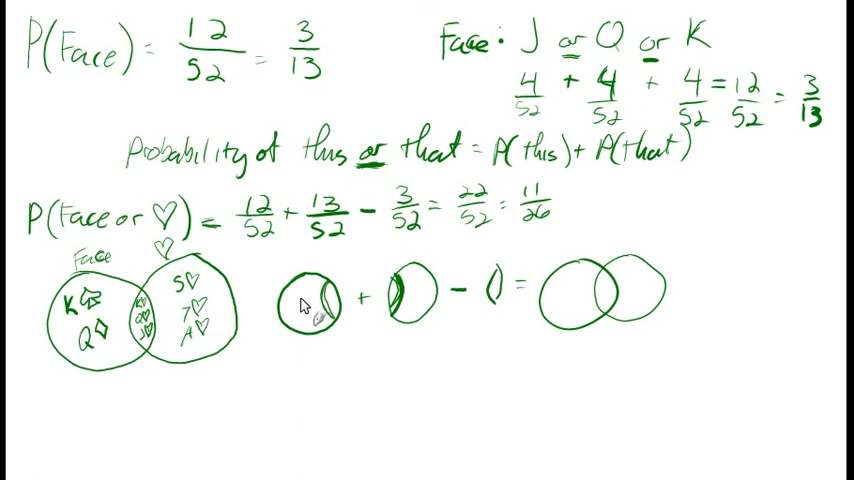 P(Face) = 12/52 = 3/13
Face: J or Q or K
4/52 + 4/52 + 4/52 = 12/52 = 3/13
Probability of this or that = P(this) + P(that)
P(Face or ♡) = 12/52 + 13/52 - 3/52 = 22/52 = 11/26
Face ♡
K♤ K♡ 5♡
Q♢ Q♡ 7♡
J♡ A♡
+ - =